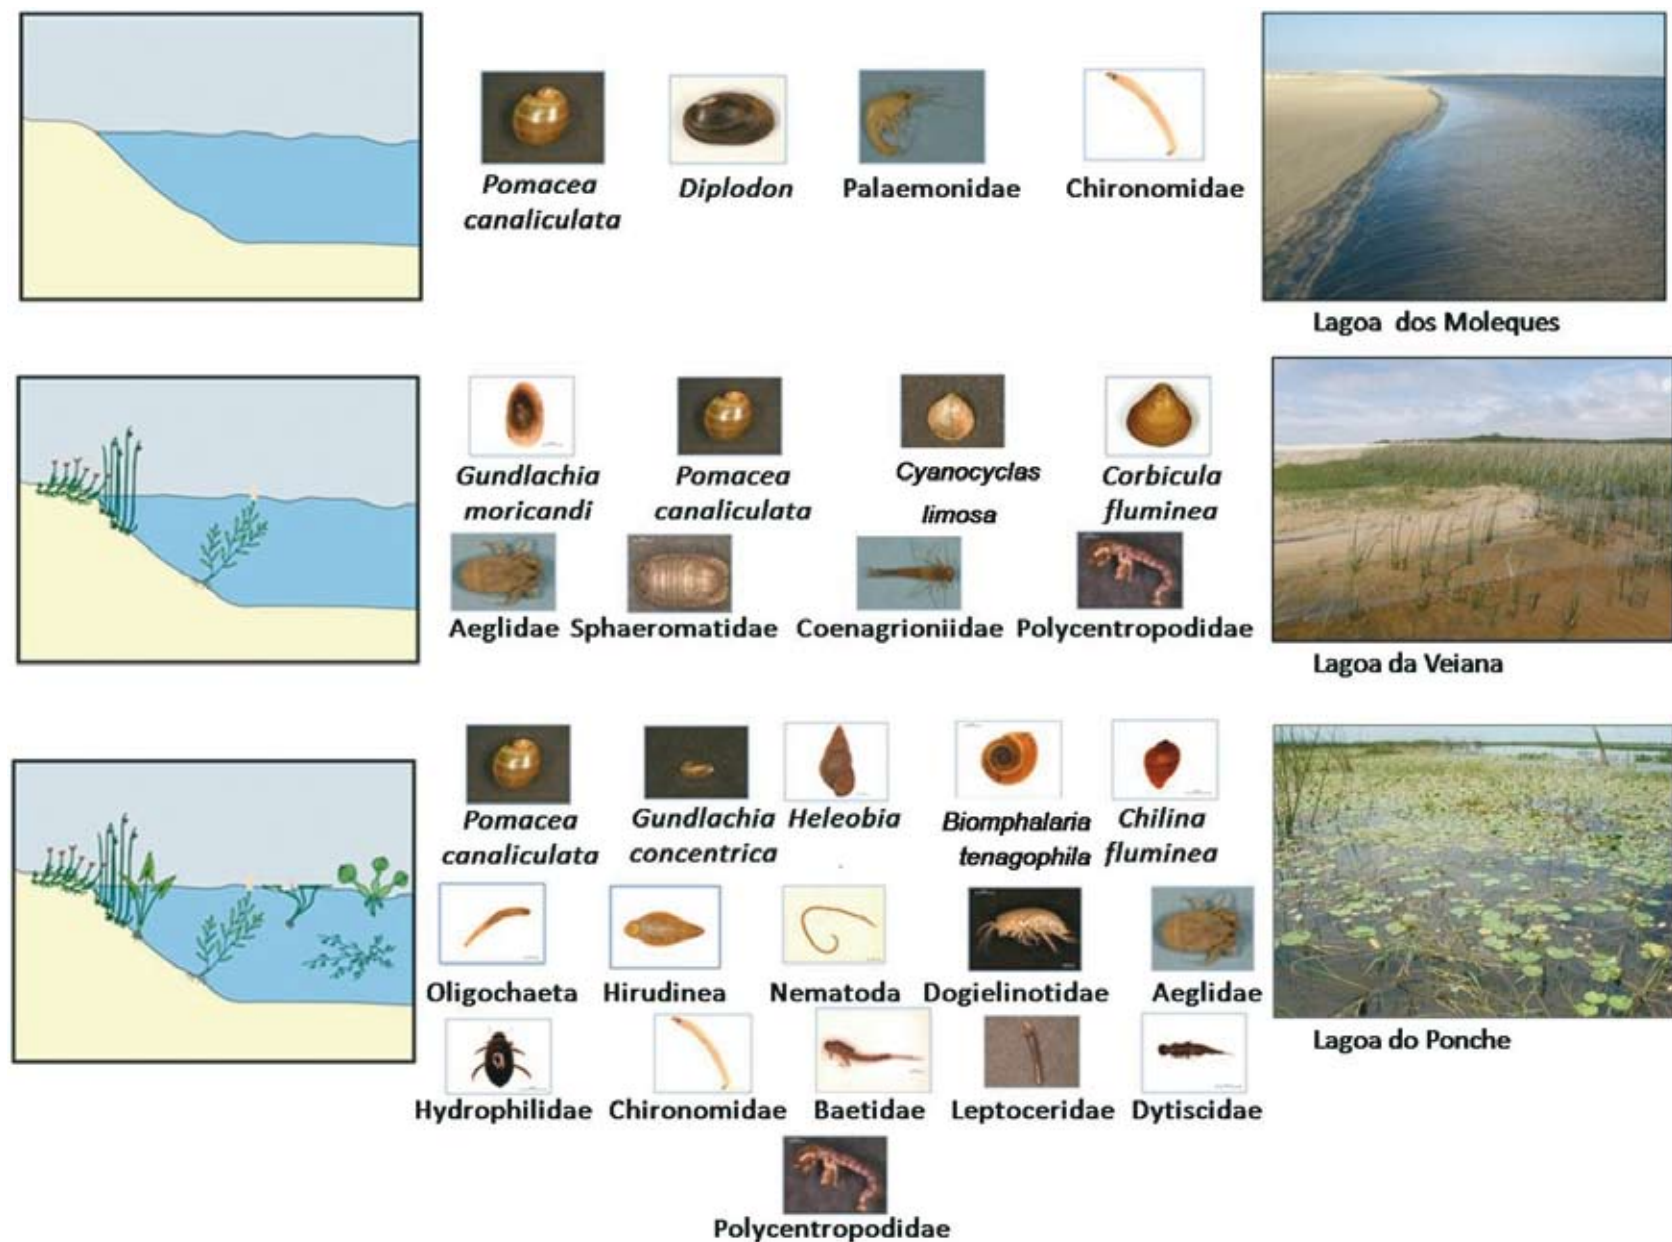 Pomacea
canaliculata
Diplodon
Palaemonidae
Chironomidae
Lagoa dos Moleques
Gundlachia
moricandi
Pomacea
canaliculata
Cyanocyclas
limosa
Corbicula
fluminea
Aeglidae
Sphaeromatidae
Coenagrioniidae
Polycentropodidae
Lagoa da Veiana
Pomacea
canaliculata
Gundlachia
concentrica
Heleobia
Biomphalaria
tenagophila
Chilina
fluminea
Oligochaeta
Hirudinea
Nematoda
Dogielinotidae
Aeglidae
Lagoa do Ponche
Hydrophilidae
Chironomidae
Baetidae
Leptoceridae
Dytiscidae
Polycentropodidae